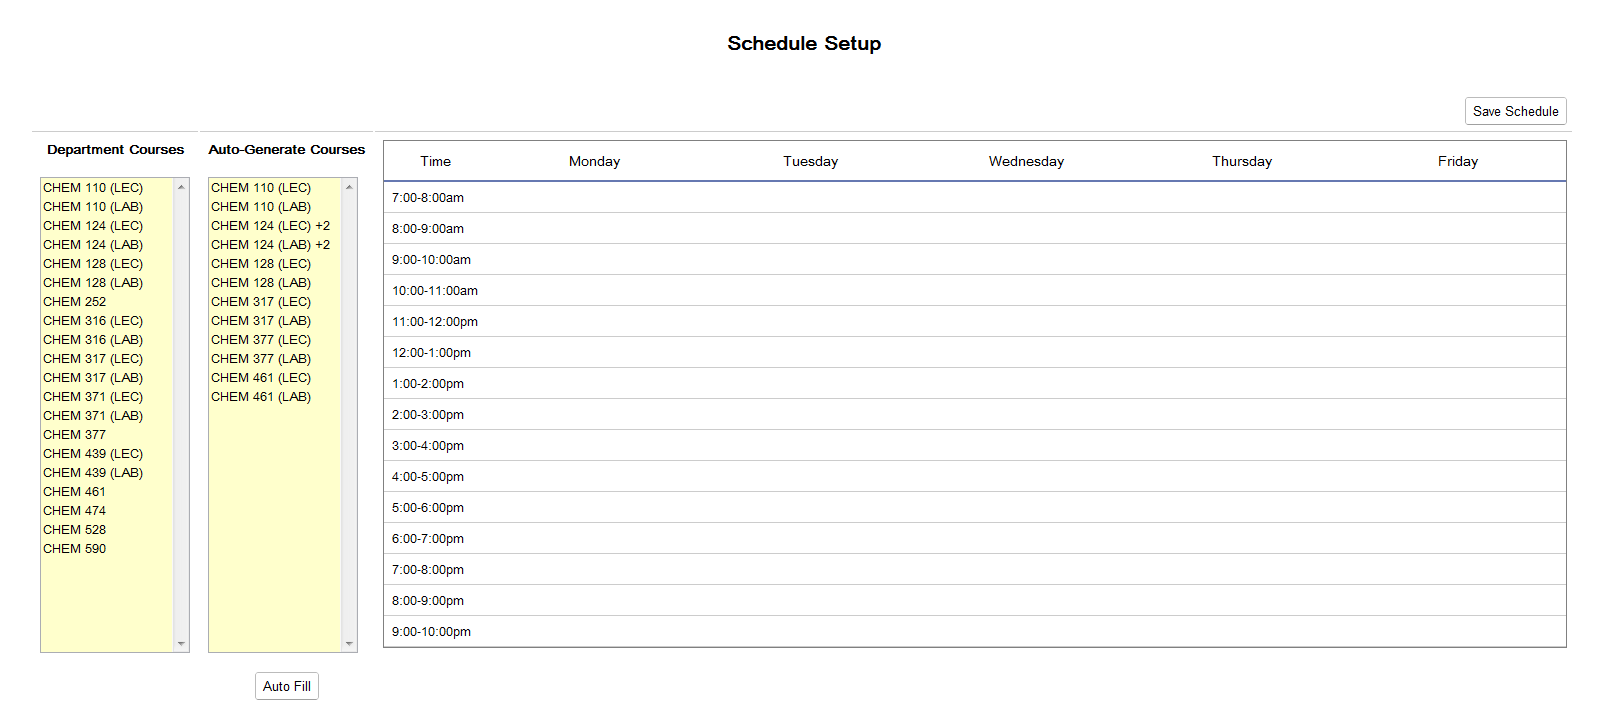 Schedule Setup
Save Schedule
Department Courses
CHEM 110 (LEC)
CHEM 110 (LAB)
CHEM 124 (LEC)
CHEM 124 (LAB)
CHEM 128 (LEC)
CHEM 128 (LAB)
CHEM 252
CHEM 316 (LEC)
CHEM 316 (LAB)
CHEM 317 (LEC)
CHEM 317 (LAB)
CHEM 371 (LEC)
CHEM 371 (LAB)
CHEM 377
CHEM 439 (LEC)
CHEM 439 (LAB)
CHEM 461
CHEM 474
CHEM 528
CHEM 590
Auto-Generate Courses
CHEM 110 (LEC)
CHEM 110 (LAB)
CHEM 124 (LEC) +2
CHEM 124 (LAB) +2
CHEM 128 (LEC)
CHEM 128 (LAB)
CHEM 317 (LEC)
CHEM 317 (LAB)
CHEM 377 (LEC)
CHEM 377 (LAB)
CHEM 461 (LEC)
CHEM 461 (LAB)
Auto Fill
Time Monday Tuesday Wednesday Thursday Friday
7:00-8:00am
8:00-9:00am
9:00-10:00am
10:00-11:00am
11:00-12:00pm
12:00-1:00pm
1:00-2:00pm
2:00-3:00pm
3:00-4:00pm
4:00-5:00pm
5:00-6:00pm
6:00-7:00pm
7:00-8:00pm
8:00-9:00pm
9:00-10:00pm